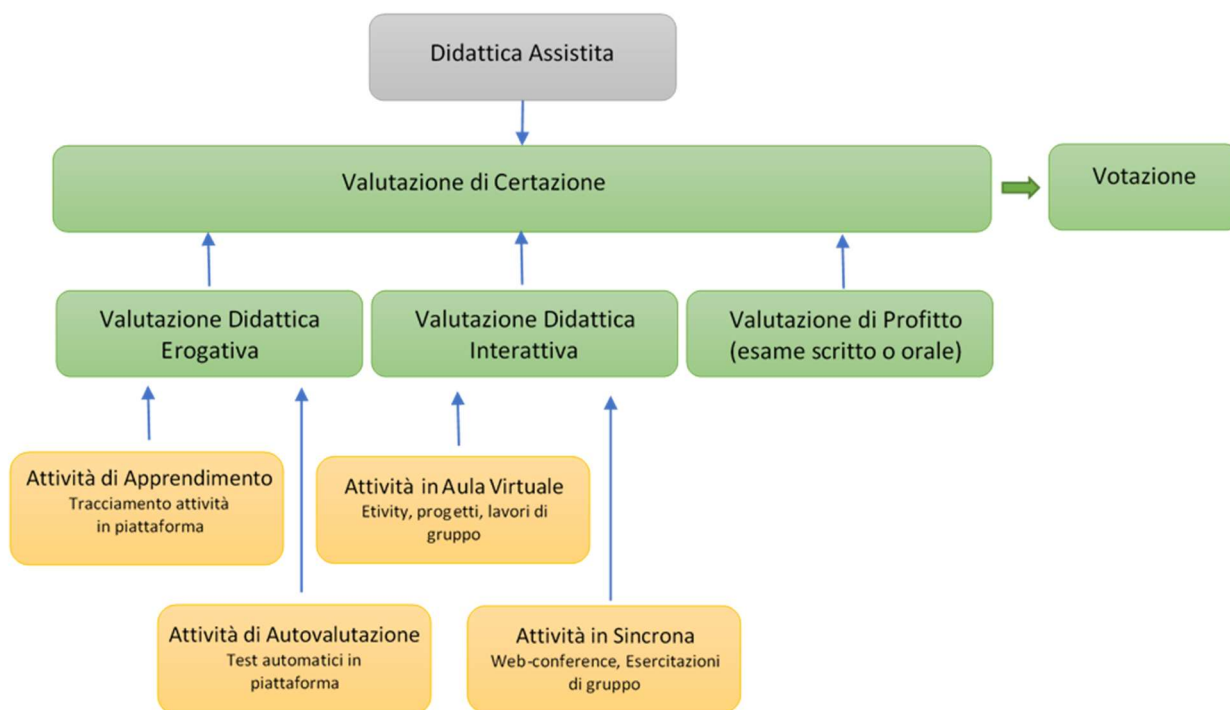 Didattica Assistita
Valutazione di Certazione
Votazione
Valutazione Didattica
Erogativa
Valutazione Didattica
Interattiva
Valutazione di Profitto
(esame scritto o orale)
Attività di Apprendimento
Tracciamento attività
in piattaforma
Attività in Aula Virtuale
Etivity, progetti, lavori di
gruppo
Attività di Autovalutazione
Test automatici in
piattaforma
Attività in Sincrona
Web-conference, Esercitazioni
di gruppo